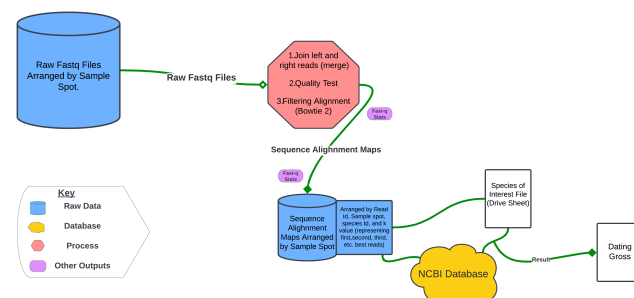 Raw Fastq Files
Arranged by Sample
Spot.
Raw Fastq Files
1.Join left and
right reads (merge)
2.Quality Test
3.Filtering Alignment
(Bowtie 2)
Fast-q
Stats
Sequence Alighnment Maps
Fast-q
Stats
Sequence
Alighnment
Maps Arranged
by Sample Spot
Arranged by Read
id, Sample spot,
species id, and k
value (representing
first,second, third,
etc, best reads)
Species of
Interest File
(Drive Sheet)
NCBI Database
Result
Dating
Gross
Key
Raw Data
Database
Process
Other Outputs